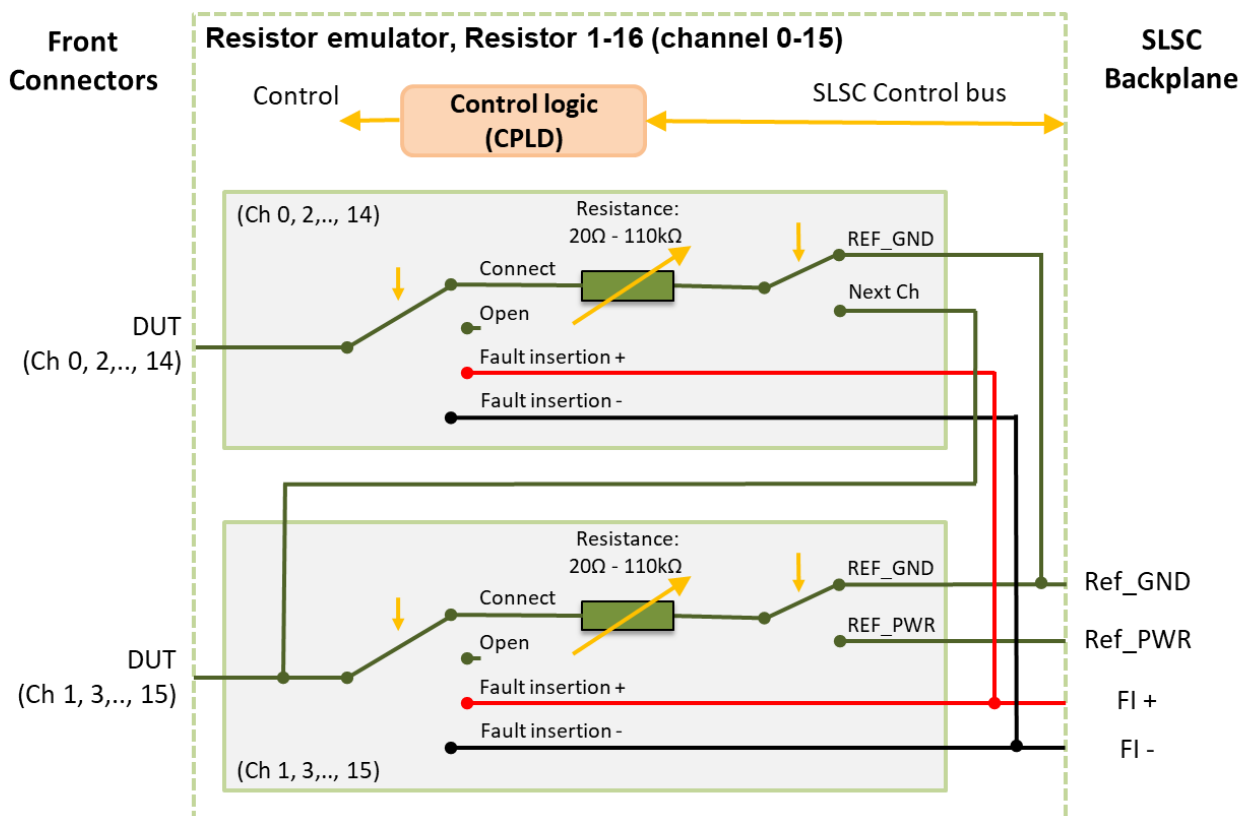 Front
Connectors
Resistor emulator, Resistor 1-16 (channel 0-15)
SLSC
Backplane
Control
Control logic
(CPLD)
SLSC Control bus
(Ch 0, 2,.., 14)
Resistance:
20Ω - 110kΩ
REF_GND
Connect
Next Ch
Open
DUT
(Ch 0, 2,.., 14)
Fault insertion +
Fault insertion -
Resistance:
20Ω - 110kΩ
REF_GND
Ref_GND
Connect
REF_PWR
Ref_PWR
Open
DUT
(Ch 1, 3,.., 15)
Fault insertion +
FI +
Fault insertion -
FI -
(Ch 1, 3,.., 15)